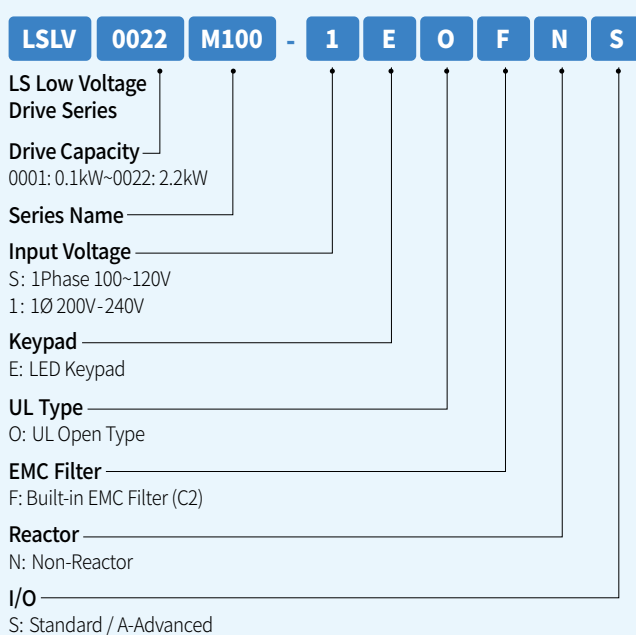 LSLV 0022 M100 - 1 E O F N S
LS Low Voltage
Drive Series
Drive Capacity
0001: 0.1kW~0022: 2.2kW
Series Name
Input Voltage
S: 1Phase 100~120V
1: 1Ø 200V-240V
Keypad
E: LED Keypad
UL Type
O: UL Open Type
EMC Filter
F: Built-in EMC Filter (C2)
Reactor
N: Non-Reactor
I/O
S: Standard / A-Advanced